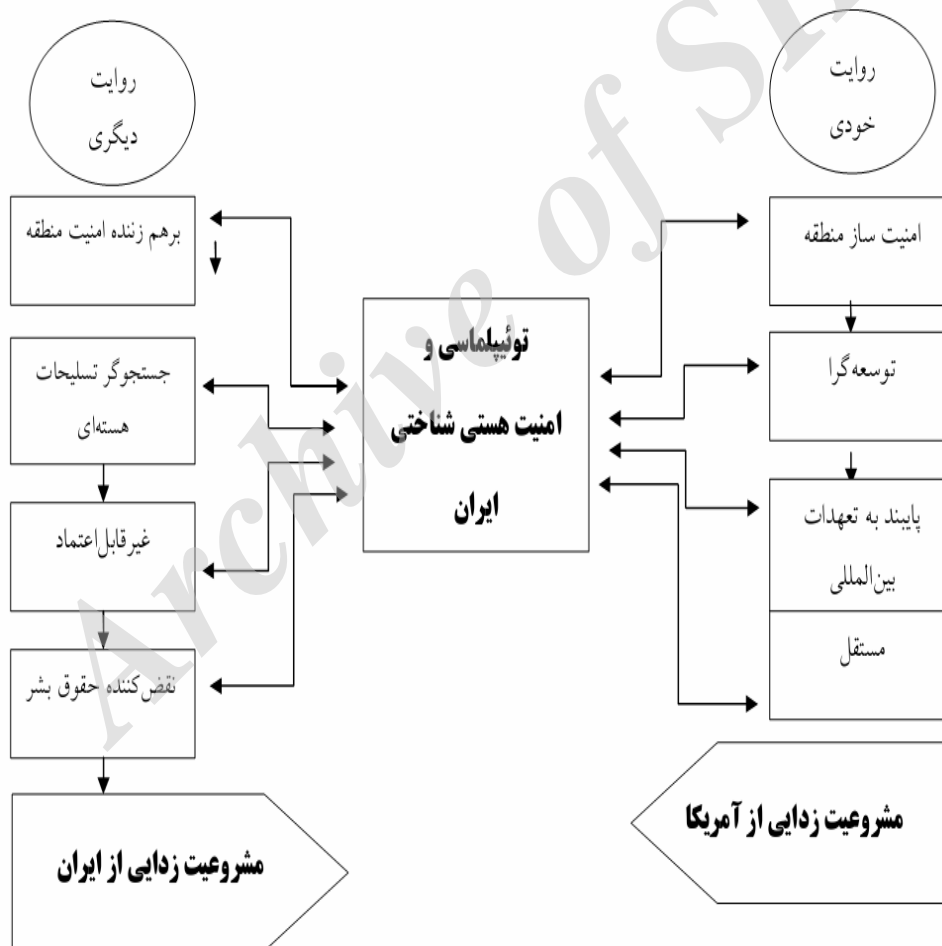 روایت
خودی
امنیت ساز منطقه
توسعه‌گرا
پایبند به تعهدات
بین‌المللی
مستقل
مشروعیت زدایی از آمریکا
توئیپلماسی و
امنیت هستی شناختی
ایران
روایت
دیگری
برهم زننده امنیت منطقه
جستجوگر تسلیحات
هسته‌ای
غیرقابل‌اعتماد
نقض‌کننده حقوق بشر
مشروعیت زدایی از ایران
Archive of